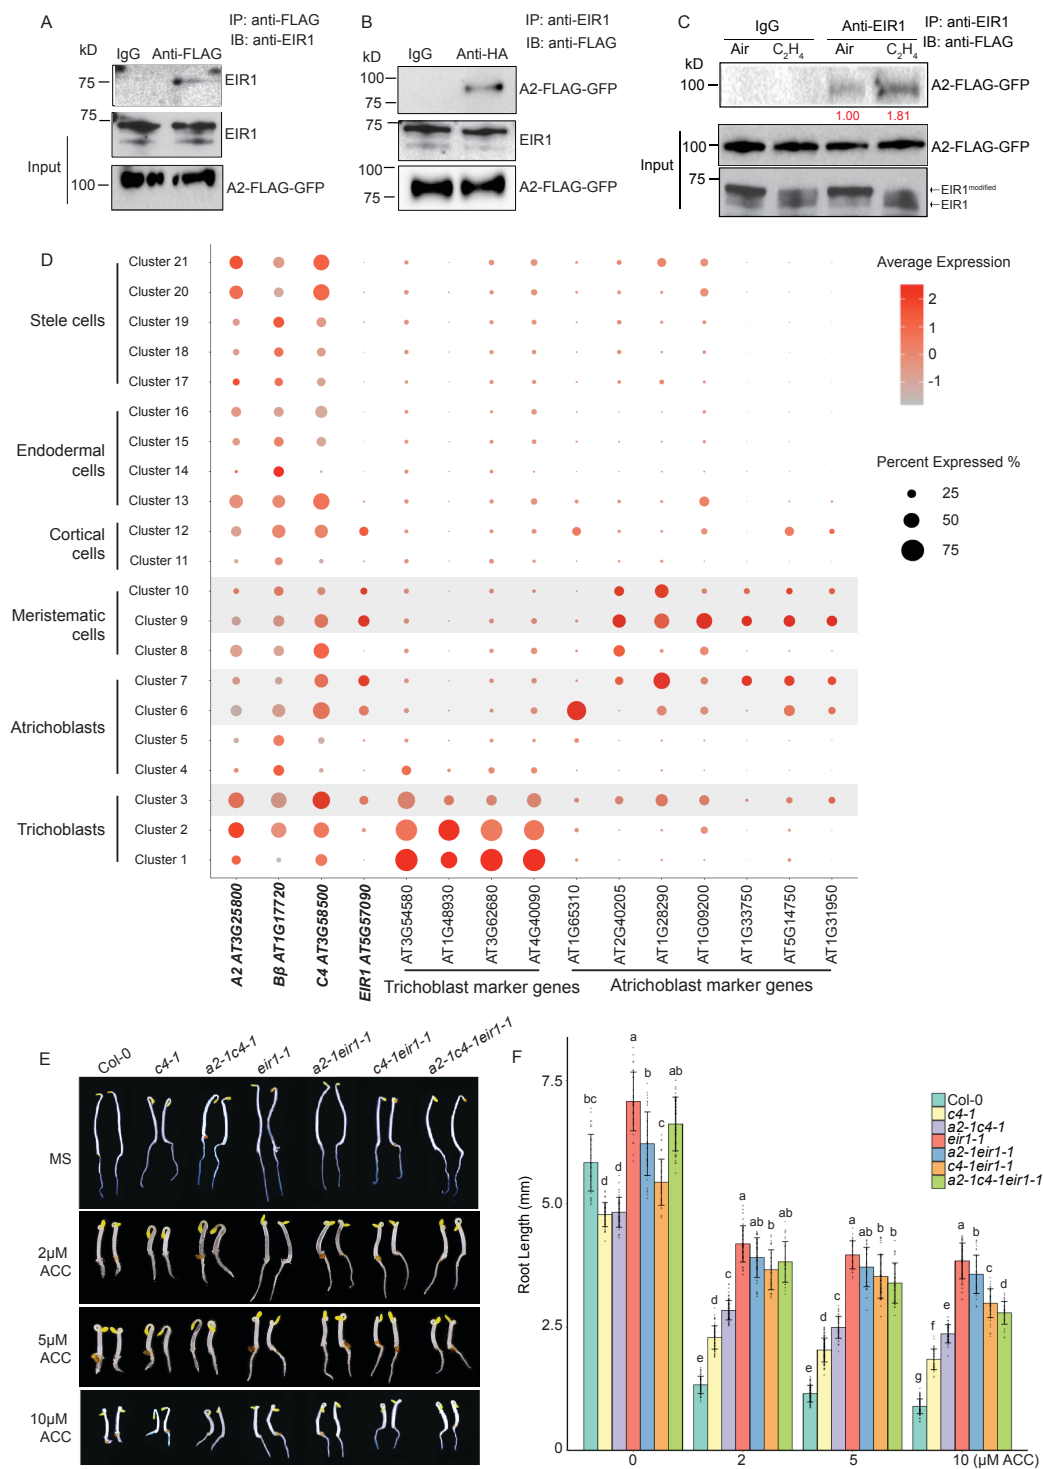 A
IP: anti-FLAG
IB: anti-EIR1
kD
IgG
Anti-FLAG
75
EIR1
75
EIR1
Input
100
A2-FLAG-GFP
B
IP: anti-EIR1
IB: anti-FLAG
kD
IgG
Anti-HA
100
75
A2-FLAG-GFP
75
EIR1
100
75
A2-FLAG-GFP
C
IgG
Anti-EIR1
IP: anti-EIR1
IB: anti-FLAG
Air
C₂H₄
Air
C₂H₄
kD
100
A2-FLAG-GFP
1.00
1.81
Input
100
A2-FLAG-GFP
75
←EIR1ᵐᵒᵈⁱᶠⁱᵉᵈ
←EIR1
D
Stele cells
Cluster 21
Cluster 20
Cluster 19
Cluster 18
Cluster 17
Endodermal cells
Cluster 16
Cluster 15
Cluster 14
Cluster 13
Cortical cells
Cluster 12
Cluster 11
Meristematic cells
Cluster 10
Cluster 9
Cluster 8
Atrichoblasts
Cluster 7
Cluster 6
Cluster 5
Cluster 4
Trichoblasts
Cluster 3
Cluster 2
Cluster 1
A2 AT3G25800
Bβ AT1G17720
C4 AT3G58500
EIR1 AT5G57090
AT3G54580
AT1G48930
AT3G62680
AT4G40090
AT1G65310
AT2G40205
AT1G28290
AT1G09200
AT1G33750
AT5G14750
AT1G31950
Trichoblast marker genes
Atrichoblast marker genes
Average Expression
2
1
0
-1
Percent Expressed %
25
50
75
E
Col-0
c4-1
a2-1c4-1
eir1-1
a2-1eir1-1
c4-1eir1-1
a2-1c4-1eir1-1
MS
2μM ACC
5μM ACC
10μM ACC
F
Root Length (mm)
7.5
5.0
2.5
0
bc
d
d
a
b
c
ab
e
d
c
a
ab
b
ab
e
d
c
a
ab
b
b
g
f
e
a
b
c
d
0
2
5
10 (μM ACC)
Col-0
c4-1
a2-1c4-1
eir1-1
a2-1eir1-1
c4-1eir1-1
a2-1c4-1eir1-1